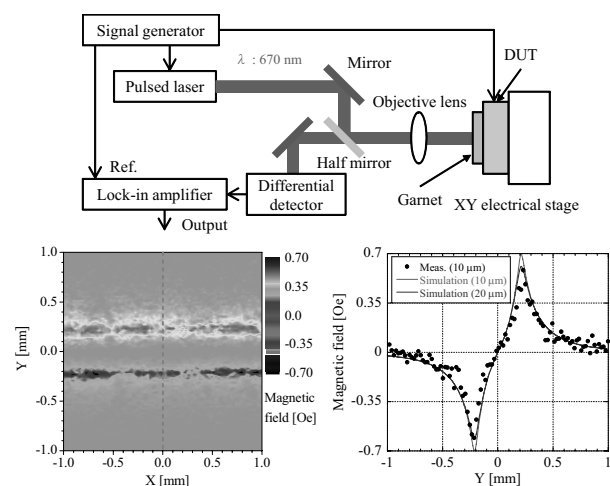 Signal generator
DUT
λ : 670 nm
Mirror
Pulsed laser
Objective lens
Half mirror
Ref.
Lock-in amplifier
Differential
detector
Garnet
XY electrical stage
Output
1.0
0.5
0.0
-0.5
-1.0
Y [mm]
-1.0 -0.5 0.0 0.5 1.0
X [mm]
0.70
0.35
0.0
-0.35
-0.70
Magnetic
field [Oe]
0.7
0.35
0
-0.35
-0.7
Magnetic field [Oe]
Meas. (10 μm)
Simulation (10 μm)
Simulation (20 μm)
-1 -0.5 0 0.5 1
Y [mm]